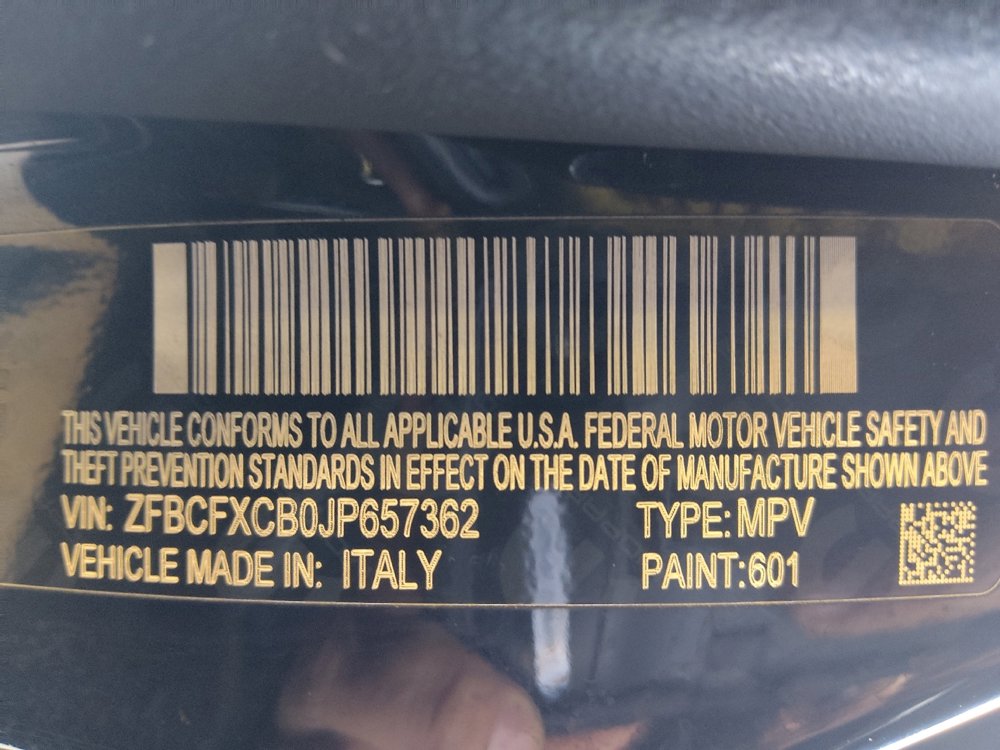 THIS VEHICLE CONFORMS TO ALL APPLICABLE U.S.A. FEDERAL MOTOR VEHICLE SAFETY AND
THEFT PREVENTION STANDARDS IN EFFECT ON THE DATE OF MANUFACTURE SHOWN ABOVE
VIN: ZFBCFXCB0JP657362 TYPE: MPV
VEHICLE MADE IN: ITALY PAINT:601